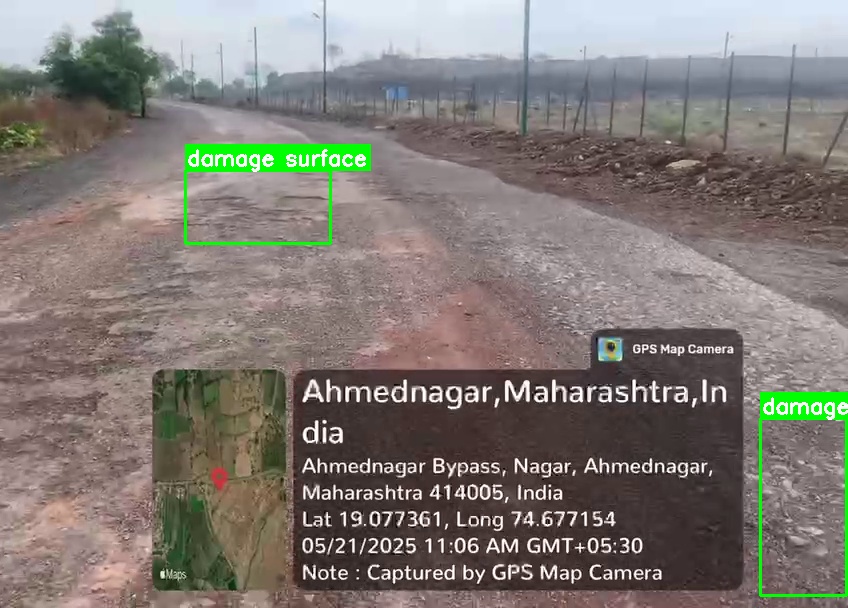 damage surface
GPS Map Camera
damage
Ahmednagar,Maharashtra,In
dia
Ahmednagar Bypass, Nagar, Ahmednagar,
Maharashtra 414005, India
Lat 19.077361, Long 74.677154
05/21/2025 11:06 AM GMT+05:30
Note : Captured by GPS Map Camera
Maps